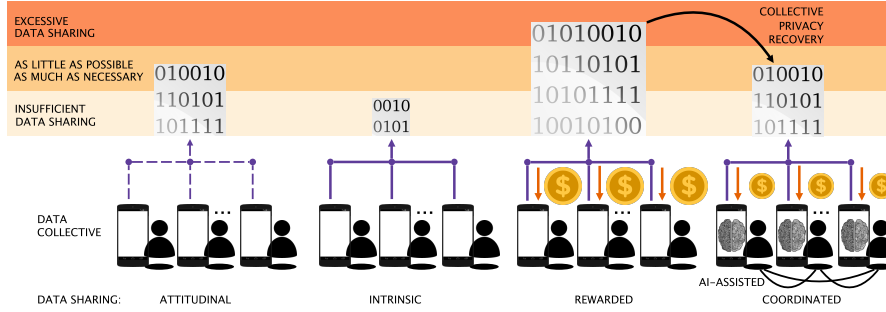 EXCESSIVE
DATA SHARING
COLLECTIVE
PRIVACY
RECOVERY
AS LITTLE AS POSSIBLE
AS MUCH AS NECESSARY
INSUFFICIENT
DATA SHARING
010010
110101
101111
0010
0101
01010010
10110101
10101111
10010100
010010
110101
101111
$ $ $ $ $ $
DATA
COLLECTIVE
... ... ... ...
AI-ASSISTED
DATA SHARING: ATTITUDINAL INTRINSIC REWARDED COORDINATED